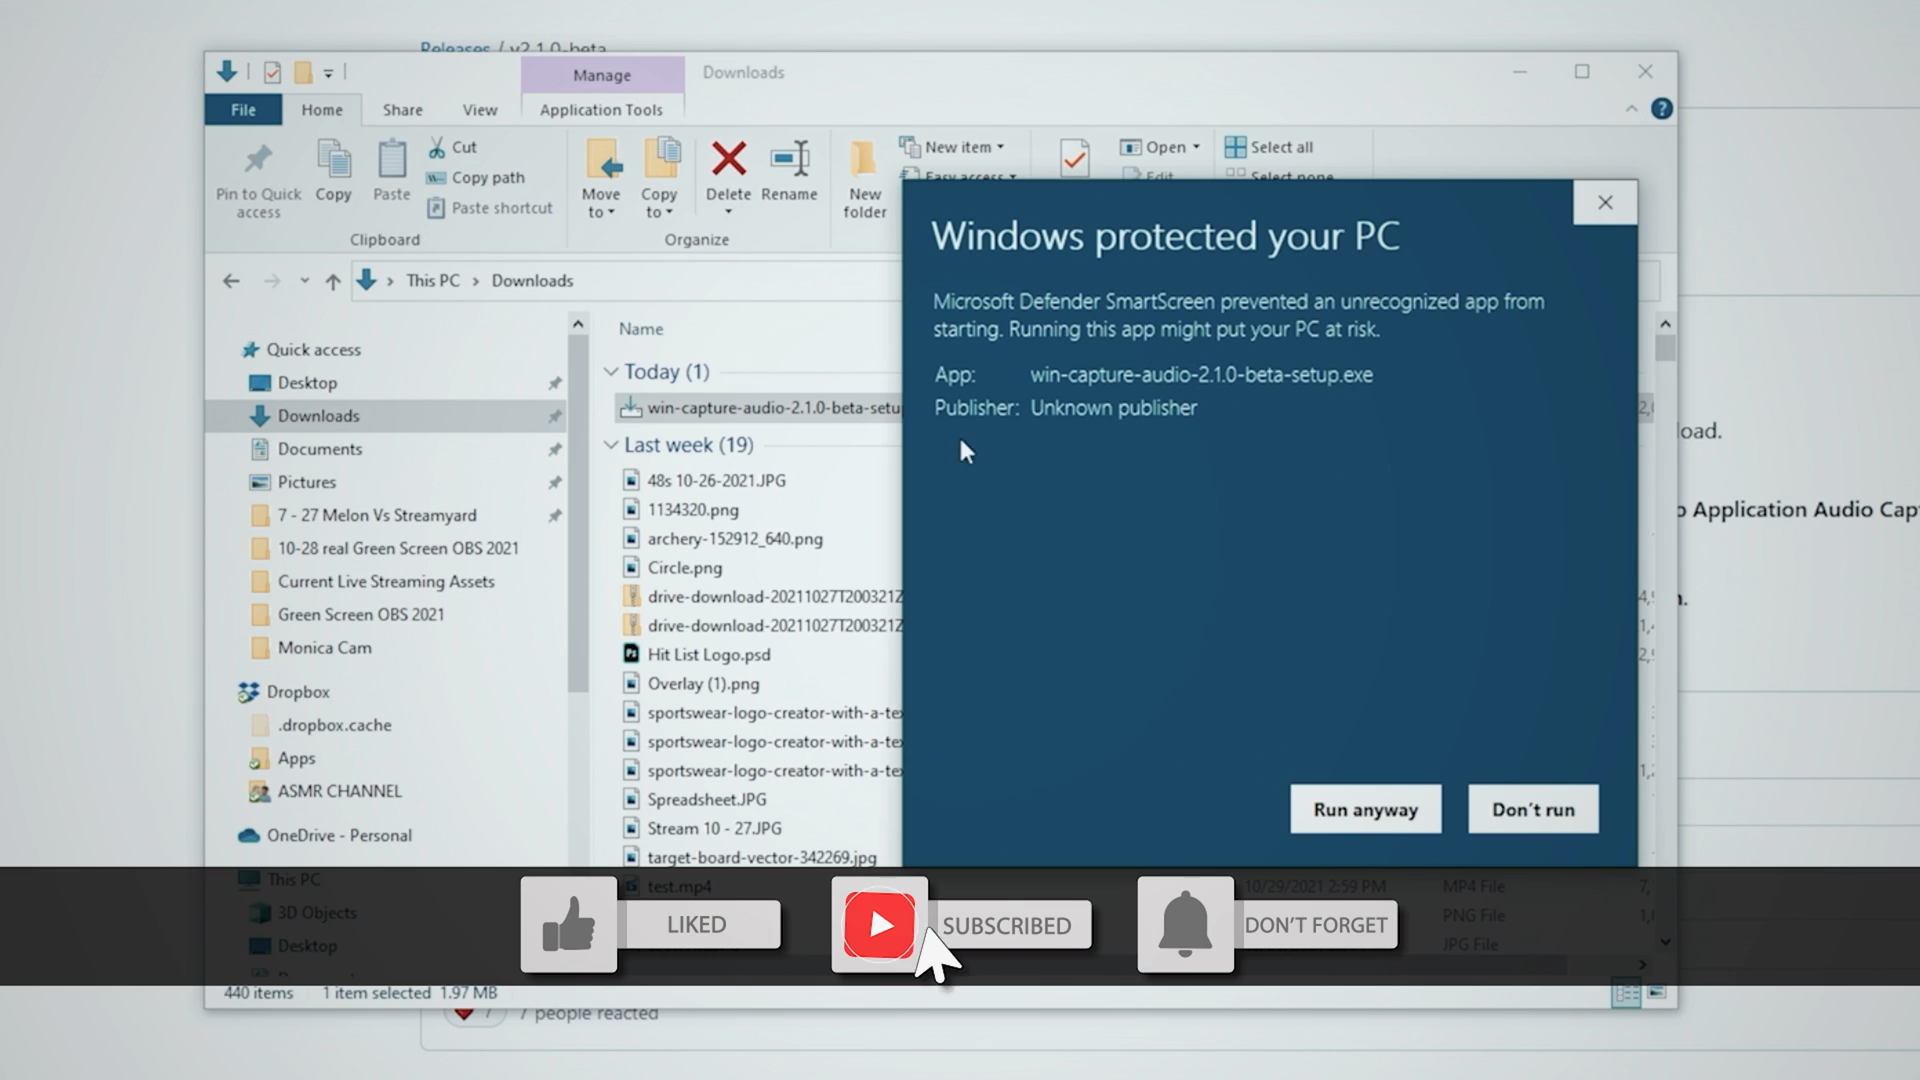 Releases / v2.1.0-beta
Manage
Downloads
File
Home
Share
View
Application Tools
Pin to Quick access
Copy
Paste
Cut
Copy path
Paste shortcut
Clipboard
Move to
Copy to
Delete
Rename
Organize
New folder
New item
Easy access
Open
Edit
Select all
Select none
This PC > Downloads
Quick access
Desktop
Downloads
Documents
Pictures
7 - 27 Melon Vs Streamyard
10-28 real Green Screen OBS 2021
Current Live Streaming Assets
Green Screen OBS 2021
Monica Cam
Dropbox
.dropbox.cache
Apps
ASMR CHANNEL
OneDrive - Personal
This PC
3D Objects
Desktop
Name
Today (1)
win-capture-audio-2.1.0-beta-setu
Last week (19)
48s 10-26-2021.JPG
1134320.png
archery-152912_640.png
Circle.png
drive-download-20211027T200321Z
drive-download-20211027T200321Z
Hit List Logo.psd
Overlay (1).png
sportswear-logo-creator-with-a-te
sportswear-logo-creator-with-a-te
sportswear-logo-creator-with-a-te
Spreadsheet.JPG
Stream 10 - 27.JPG
target-board-vector-342269.jpg
test.mp4
10/29/2021 2:59 PM
MP4 File
7,
PNG File
JPG File
Windows protected your PC
Microsoft Defender SmartScreen prevented an unrecognized app from
starting. Running this app might put your PC at risk.
App: win-capture-audio-2.1.0-beta-setup.exe
Publisher: Unknown publisher
Run anyway
Don't run
load.
Application Audio Cap
LIKED
SUBSCRIBED
DON'T FORGET
440 items
1 item selected 1.97 MB
7
7 people reacted